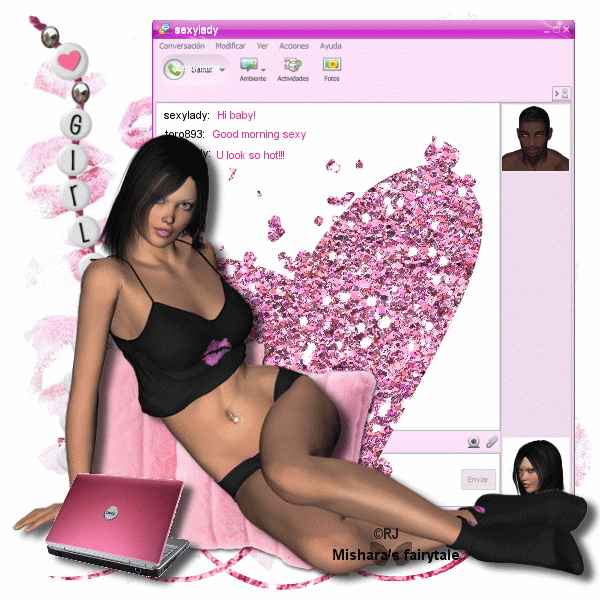 sexylady
Conversación Modificar Ver Acciones Ayuda
Ambiente Actividades Fotos
sexylady: Hi baby!
toro893: Good morning sexy
U look so hot!!!
GIRL
DELL
Enviar
©RJ
Mishara's fairytale